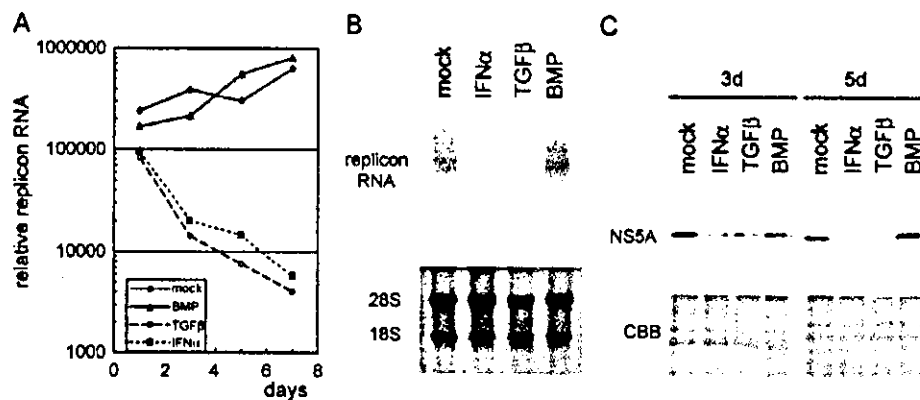 A
relative replicon RNA
1000000
100000
10000
1000
0 2 4 6 8
days
mock
BMP
TGFβ
IFNα
B
mock IFNα TGFβ BMP
replicon
RNA
28S
18S
C
3d 5d
mock IFNα TGFβ BMP mock IFNα TGFβ BMP
NS5A
CBB